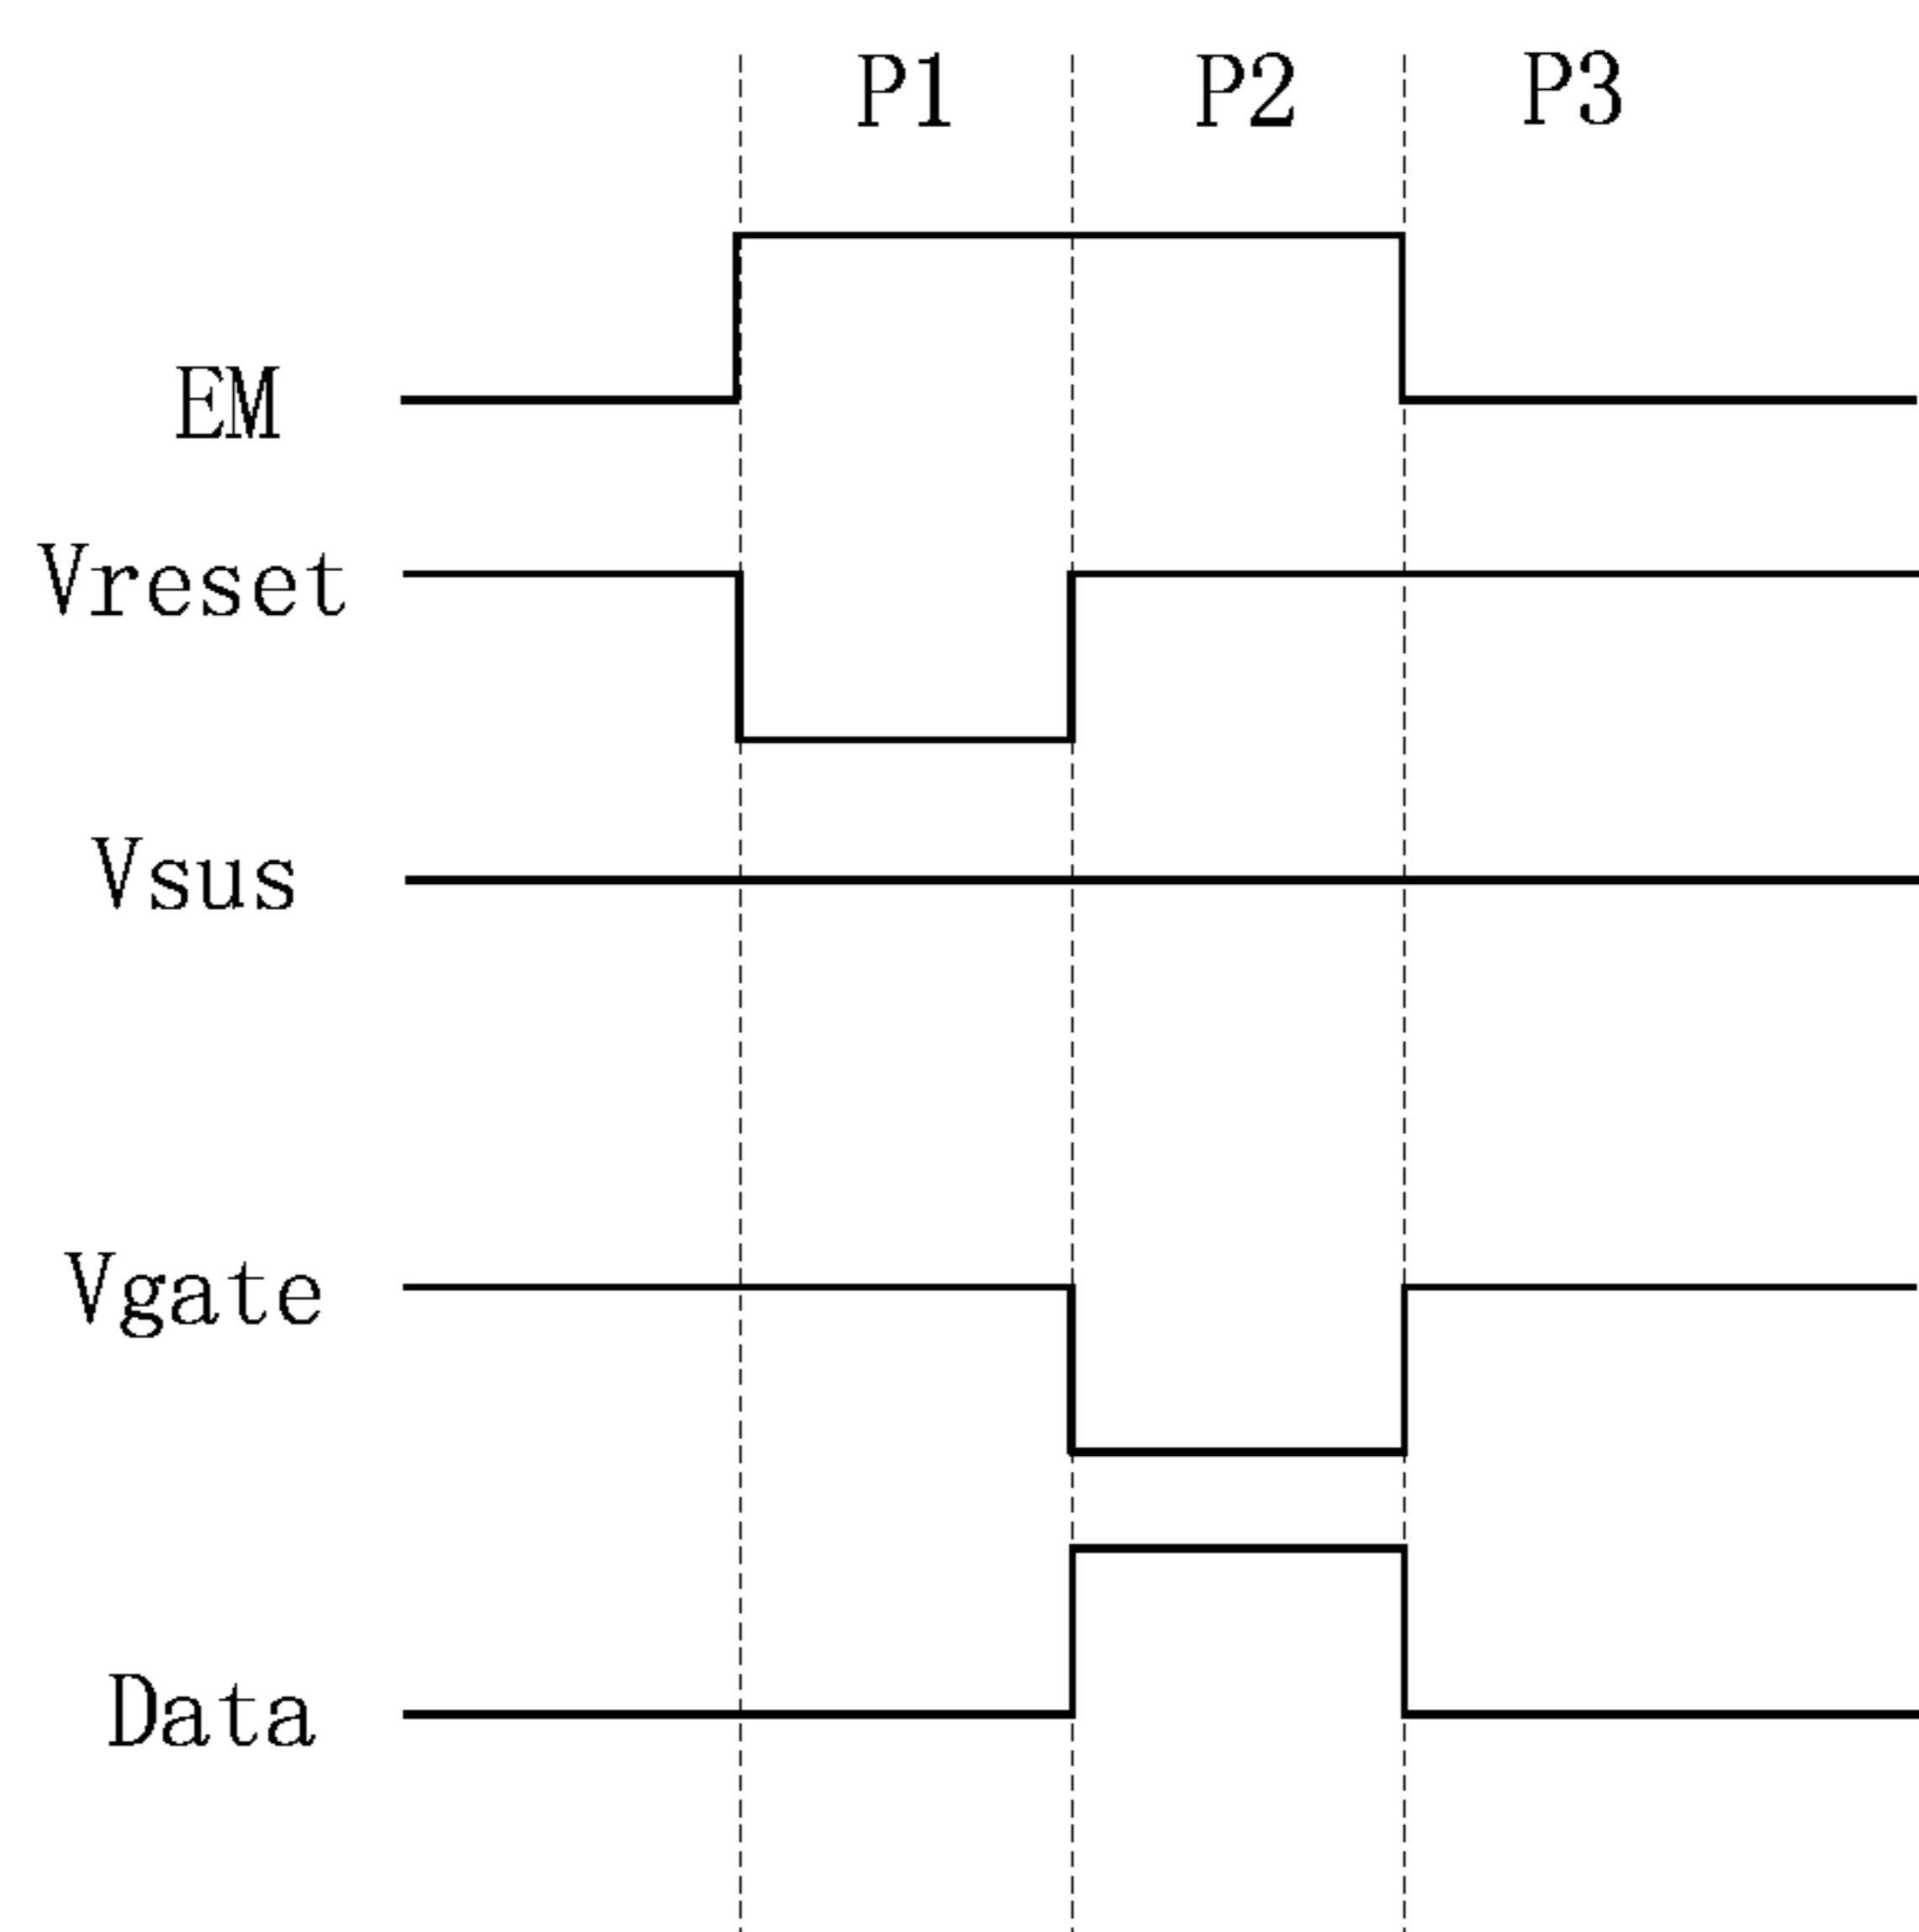 P1 P2 P3
EM
Vreset
Vsus
Vgate
Data